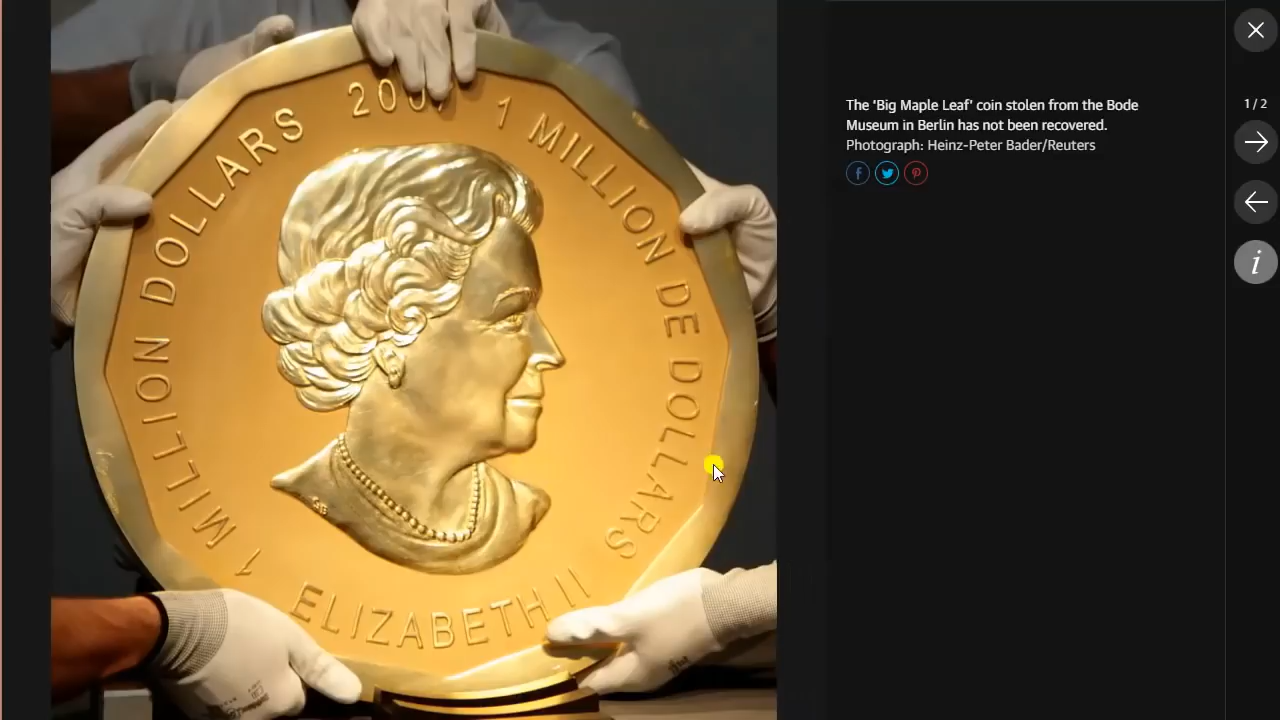 1 MILLION DOLLARS 2007 1 MILLION DE DOLLARS
ELIZABETH II
SB
The ‘Big Maple Leaf’ coin stolen from the Bode
Museum in Berlin has not been recovered.
Photograph: Heinz-Peter Bader/Reuters
1 / 2
i